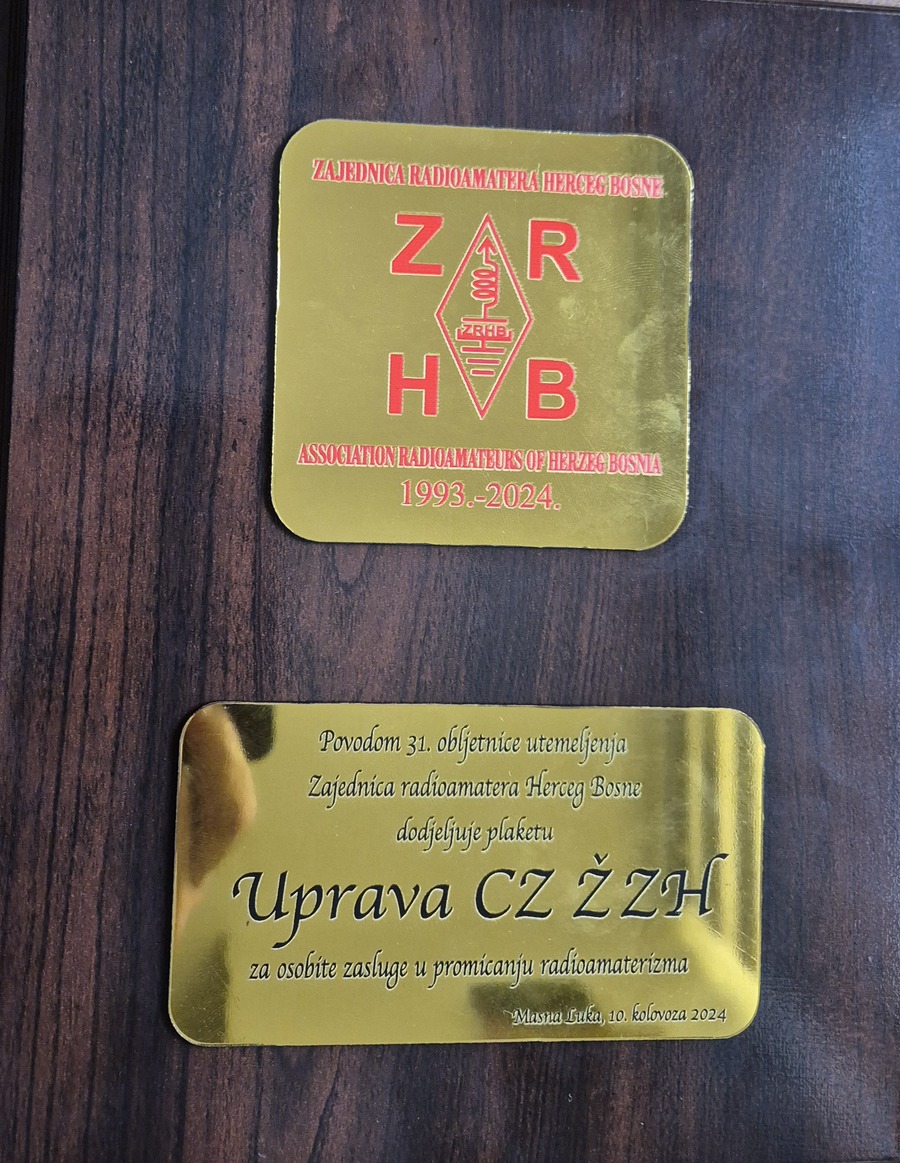 ZAJEDNICA RADIOAMATERA HERCEG BOSNE
Z R
ZRHB
H B
ASSOCIATION RADIOAMATEURS OF HERZEG BOSNIA
1993.-2024.
Povodom 31. obljetnice utemeljenja
Zajednica radioamatera Herceg Bosne
dodjeljuje plaketu
Uprava CZ ŽZH
za osobite zasluge u promicanju radioamaterizma
Masna Luka, 10. kolovoza 2024